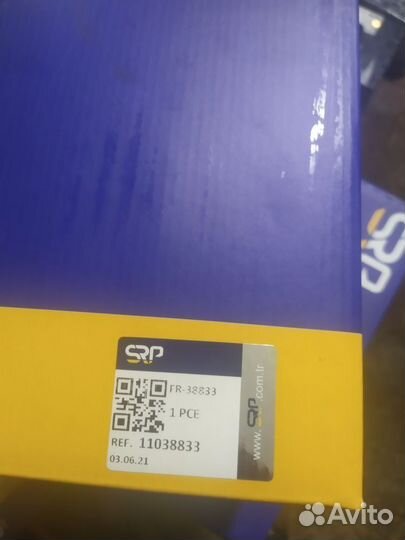 SRP
SRP
FR-38833
1 PCE
REF. 11038833
03.06.21
www.SRP.com.tr
Avito